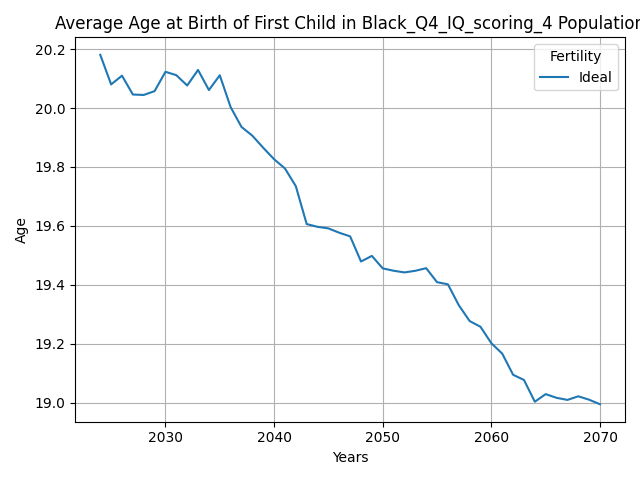 Average Age at Birth of First Child in Black_Q4_IQ_scoring_4 Population
20.2
20.0
19.8
19.6
19.4
19.2
19.0
Age
Fertility
Ideal
2030 2040 2050 2060 2070
Years